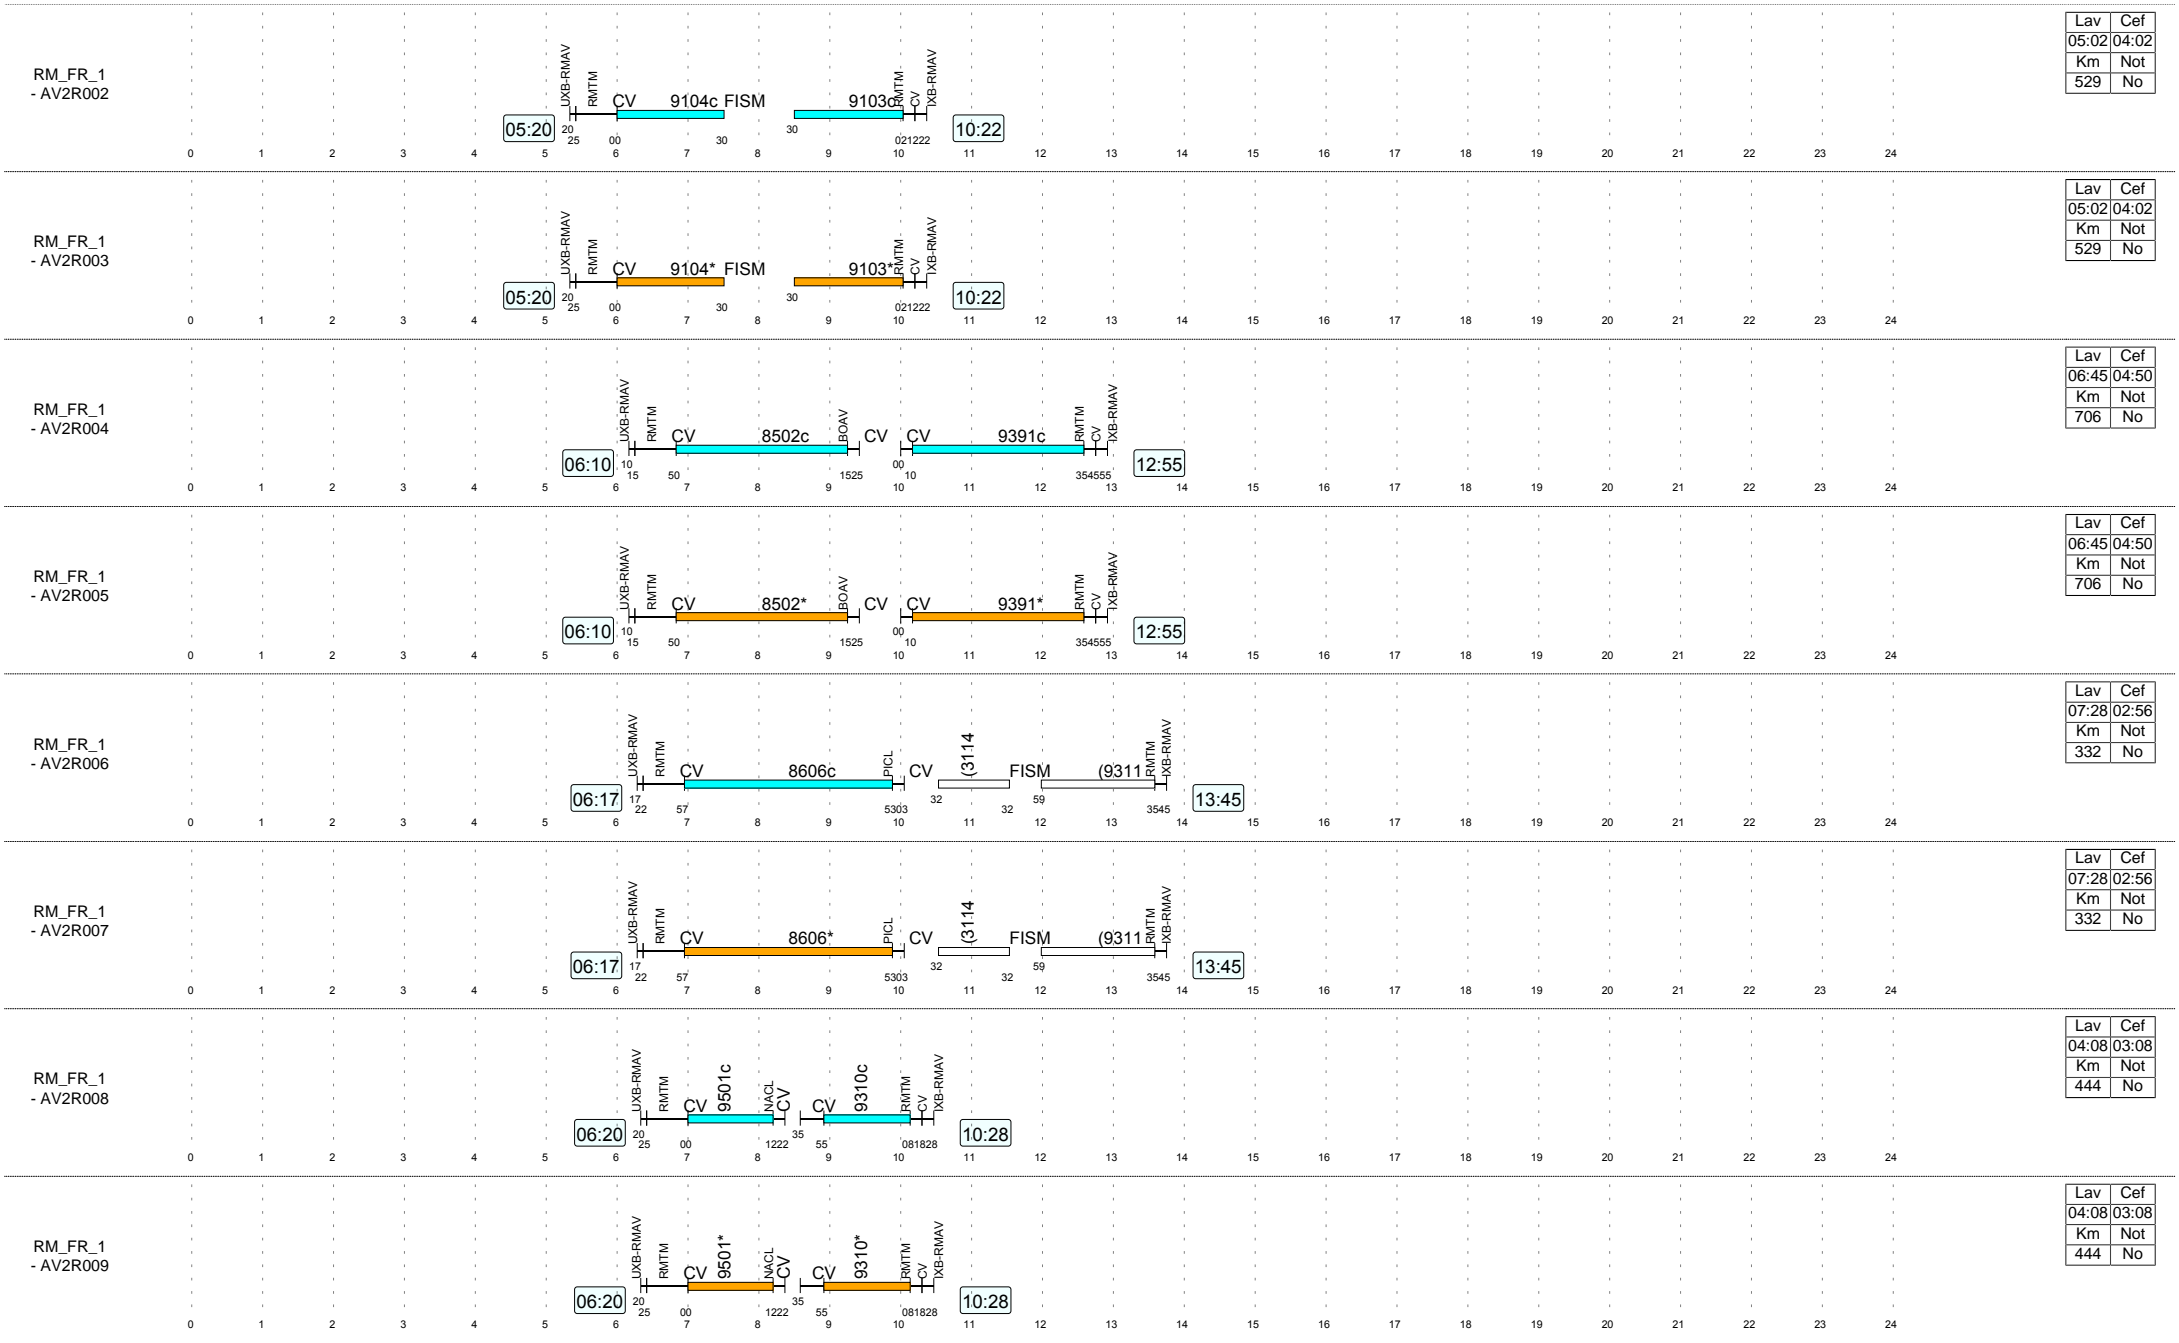 Lav Cef
05:02 04:02
Km Not
529 No
RM_FR_1
- AV2R002
UXB-RMAV RMTM CV 9104c FISM 9103c RMTM CV IXB-RMAV
05:20 20 25 00 30 30 021222 10:22
0 1 2 3 4 5 6 7 8 9 10 11 12 13 14 15 16 17 18 19 20 21 22 23 24
Lav Cef
05:02 04:02
Km Not
529 No
RM_FR_1
- AV2R003
UXB-RMAV RMTM CV 9104* FISM 9103* RMTM CV IXB-RMAV
05:20 20 25 00 30 30 021222 10:22
0 1 2 3 4 5 6 7 8 9 10 11 12 13 14 15 16 17 18 19 20 21 22 23 24
Lav Cef
06:45 04:50
Km Not
706 No
RM_FR_1
- AV2R004
UXB-RMAV RMTM CV 8502c BOAV CV CV 9391c RMTM CV IXB-RMAV
06:10 10 15 50 1525 00 10 354555 12:55
0 1 2 3 4 5 6 7 8 9 10 11 12 13 14 15 16 17 18 19 20 21 22 23 24
Lav Cef
06:45 04:50
Km Not
706 No
RM_FR_1
- AV2R005
UXB-RMAV RMTM CV 8502* BOAV CV CV 9391* RMTM CV IXB-RMAV
06:10 10 15 50 1525 00 10 354555 12:55
0 1 2 3 4 5 6 7 8 9 10 11 12 13 14 15 16 17 18 19 20 21 22 23 24
Lav Cef
07:28 02:56
Km Not
332 No
RM_FR_1
- AV2R006
UXB-RMAV RMTM CV 8606c PICL CV (3114 FISM (9311 RMTM IXB-RMAV
06:17 17 22 57 5303 32 32 59 3545 13:45
0 1 2 3 4 5 6 7 8 9 10 11 12 13 14 15 16 17 18 19 20 21 22 23 24
Lav Cef
07:28 02:56
Km Not
332 No
RM_FR_1
- AV2R007
UXB-RMAV RMTM CV 8606* PICL CV (3114 FISM (9311 RMTM IXB-RMAV
06:17 17 22 57 5303 32 32 59 3545 13:45
0 1 2 3 4 5 6 7 8 9 10 11 12 13 14 15 16 17 18 19 20 21 22 23 24
Lav Cef
04:08 03:08
Km Not
444 No
RM_FR_1
- AV2R008
UXB-RMAV RMTM CV 9501c NACL CV CV 9310c RMTM CV IXB-RMAV
06:20 20 25 00 1222 35 55 081828 10:28
0 1 2 3 4 5 6 7 8 9 10 11 12 13 14 15 16 17 18 19 20 21 22 23 24
Lav Cef
04:08 03:08
Km Not
444 No
RM_FR_1
- AV2R009
UXB-RMAV RMTM CV 9501* NACL CV CV 9310* RMTM CV IXB-RMAV
06:20 20 25 00 1222 35 55 081828 10:28
0 1 2 3 4 5 6 7 8 9 10 11 12 13 14 15 16 17 18 19 20 21 22 23 24